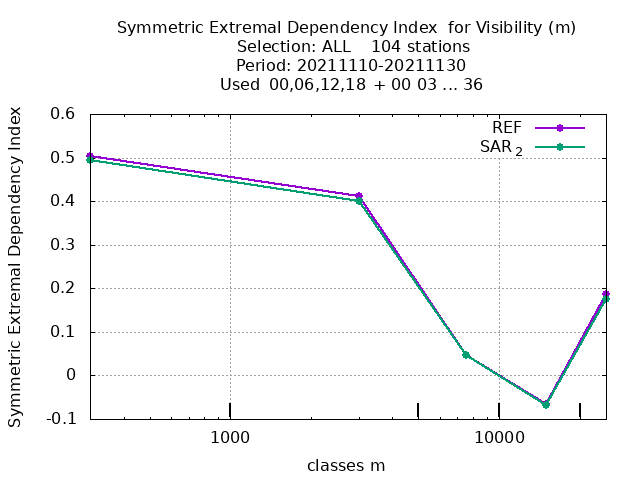 Symmetric Extremal Dependency Index  for Visibility (m)
Selection: ALL    104 stations
Period: 20211110-20211130
Used  00,06,12,18  + 00 03 ... 36
REF
SAR 2
0.6
0.5
0.4
0.3
0.2
0.1
0
-0.1
Symmetric Extremal Dependency Index
1000
10000
classes m